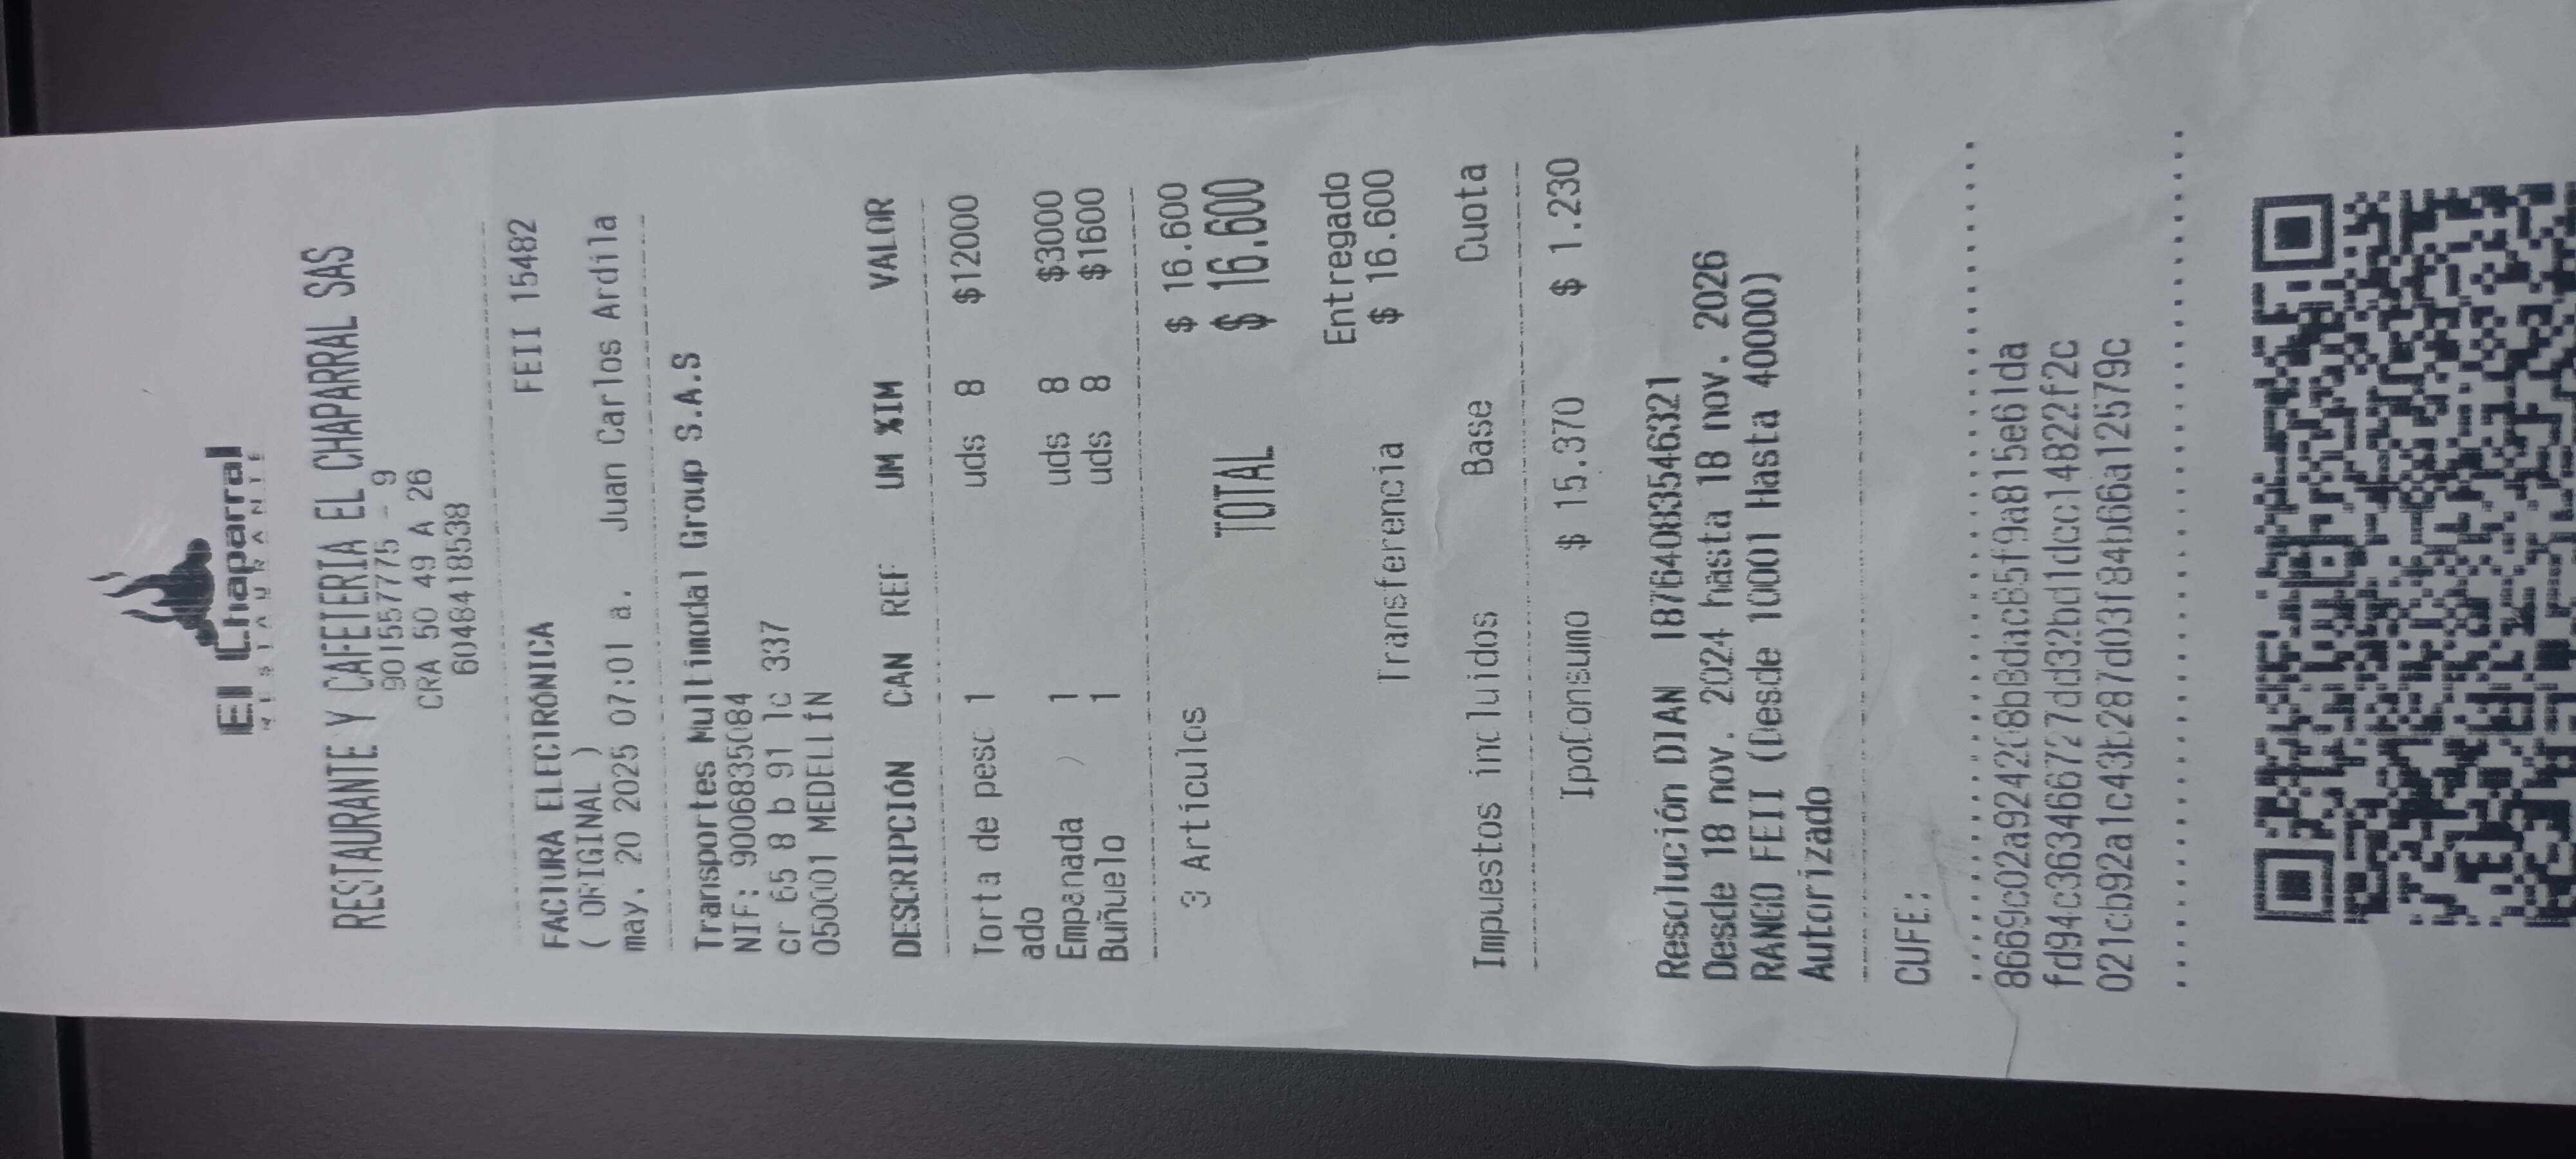 El Chaparral
RESTAURANTE
RESTAURANTE Y CAFETERIA EL CHAPARRAL SAS
901557775 - 9
CRA 50 49 A 26
6048418538
FACTURA ELECTRÓNICA FEII 15482
( ORIGINAL )
may. 20 2025 07:01 a. Juan Carlos Ardila
Transportes Multimodal Group S.A.S
NIF: 9006835084
cr 65 8 b 91 lc 337
050001 MEDELLÍN
DESCRIPCIÓN CAN REF UM %IM VALOR
Torta de pesc 1 uds 8 $12000
ado
Empanada 1 uds 8 $3000
Buñuelo 1 uds 8 $1600
3 Artículos $ 16.600
TOTAL $ 16.600
Entregado
Transferencia $ 16.600
Impuestos incluidos Base Cuota
IpoConsumo $ 15.370 $ 1.230
Resolución DIAN 18764083546321
Desde 18 nov. 2024 hasta 18 nov. 2026
RANGO FEII (Desde 10001 Hasta 40000)
Autorizado
CUFE: